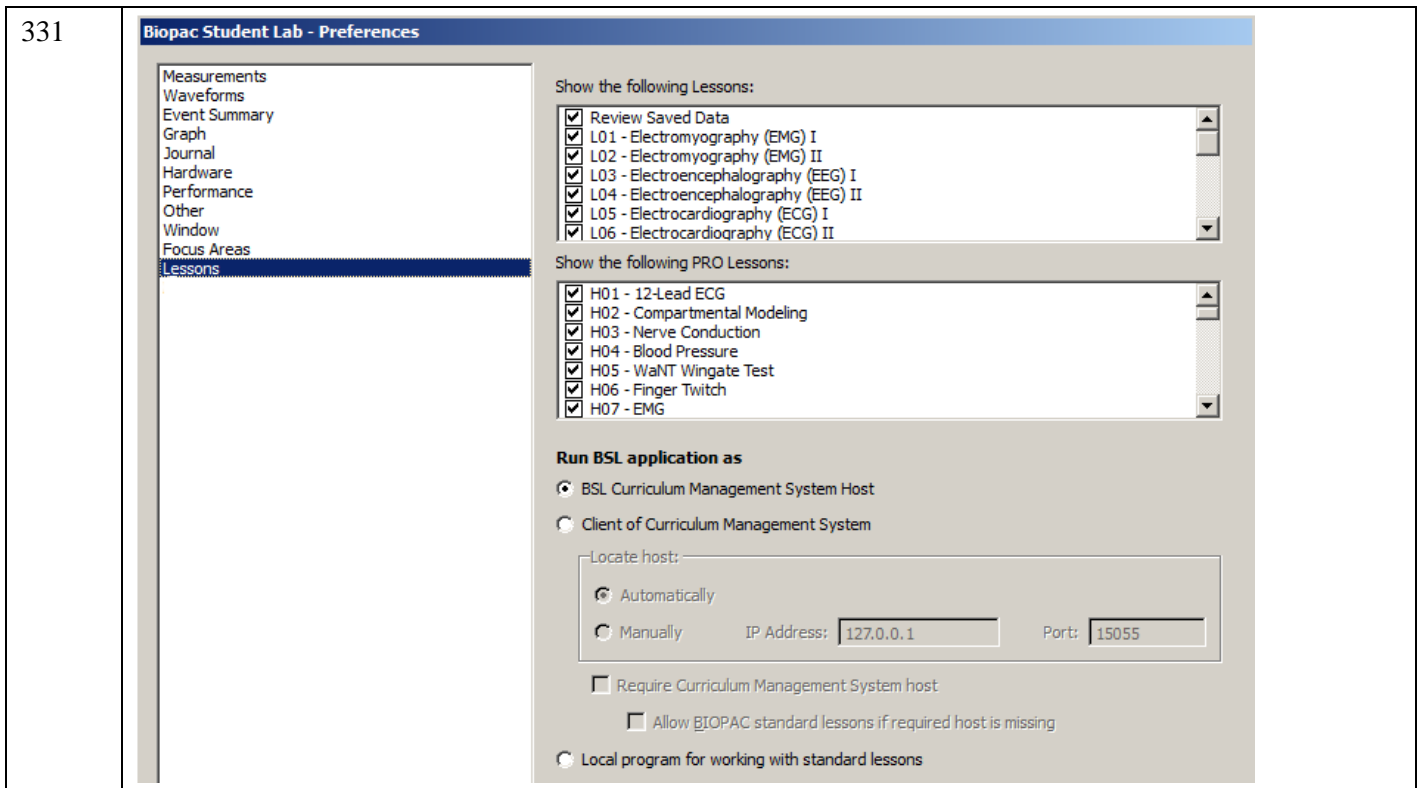 331
Biopac Student Lab - Preferences
Measurements
Waveforms
Event Summary
Graph
Journal
Hardware
Performance
Other
Window
Focus Areas
Lessons
Show the following Lessons:
Review Saved Data
L01 - Electromyography (EMG) I
L02 - Electromyography (EMG) II
L03 - Electroencephalography (EEG) I
L04 - Electroencephalography (EEG) II
L05 - Electrocardiography (ECG) I
L06 - Electrocardiography (ECG) II
Show the following PRO Lessons:
H01 - 12-Lead ECG
H02 - Compartmental Modeling
H03 - Nerve Conduction
H04 - Blood Pressure
H05 - WaNT Wingate Test
H06 - Finger Twitch
H07 - EMG
Run BSL application as
BSL Curriculum Management System Host
Client of Curriculum Management System
Locate host:
Automatically
Manually IP Address: 127.0.0.1 Port: 15055
Require Curriculum Management System host
Allow BIOPAC standard lessons if required host is missing
Local program for working with standard lessons